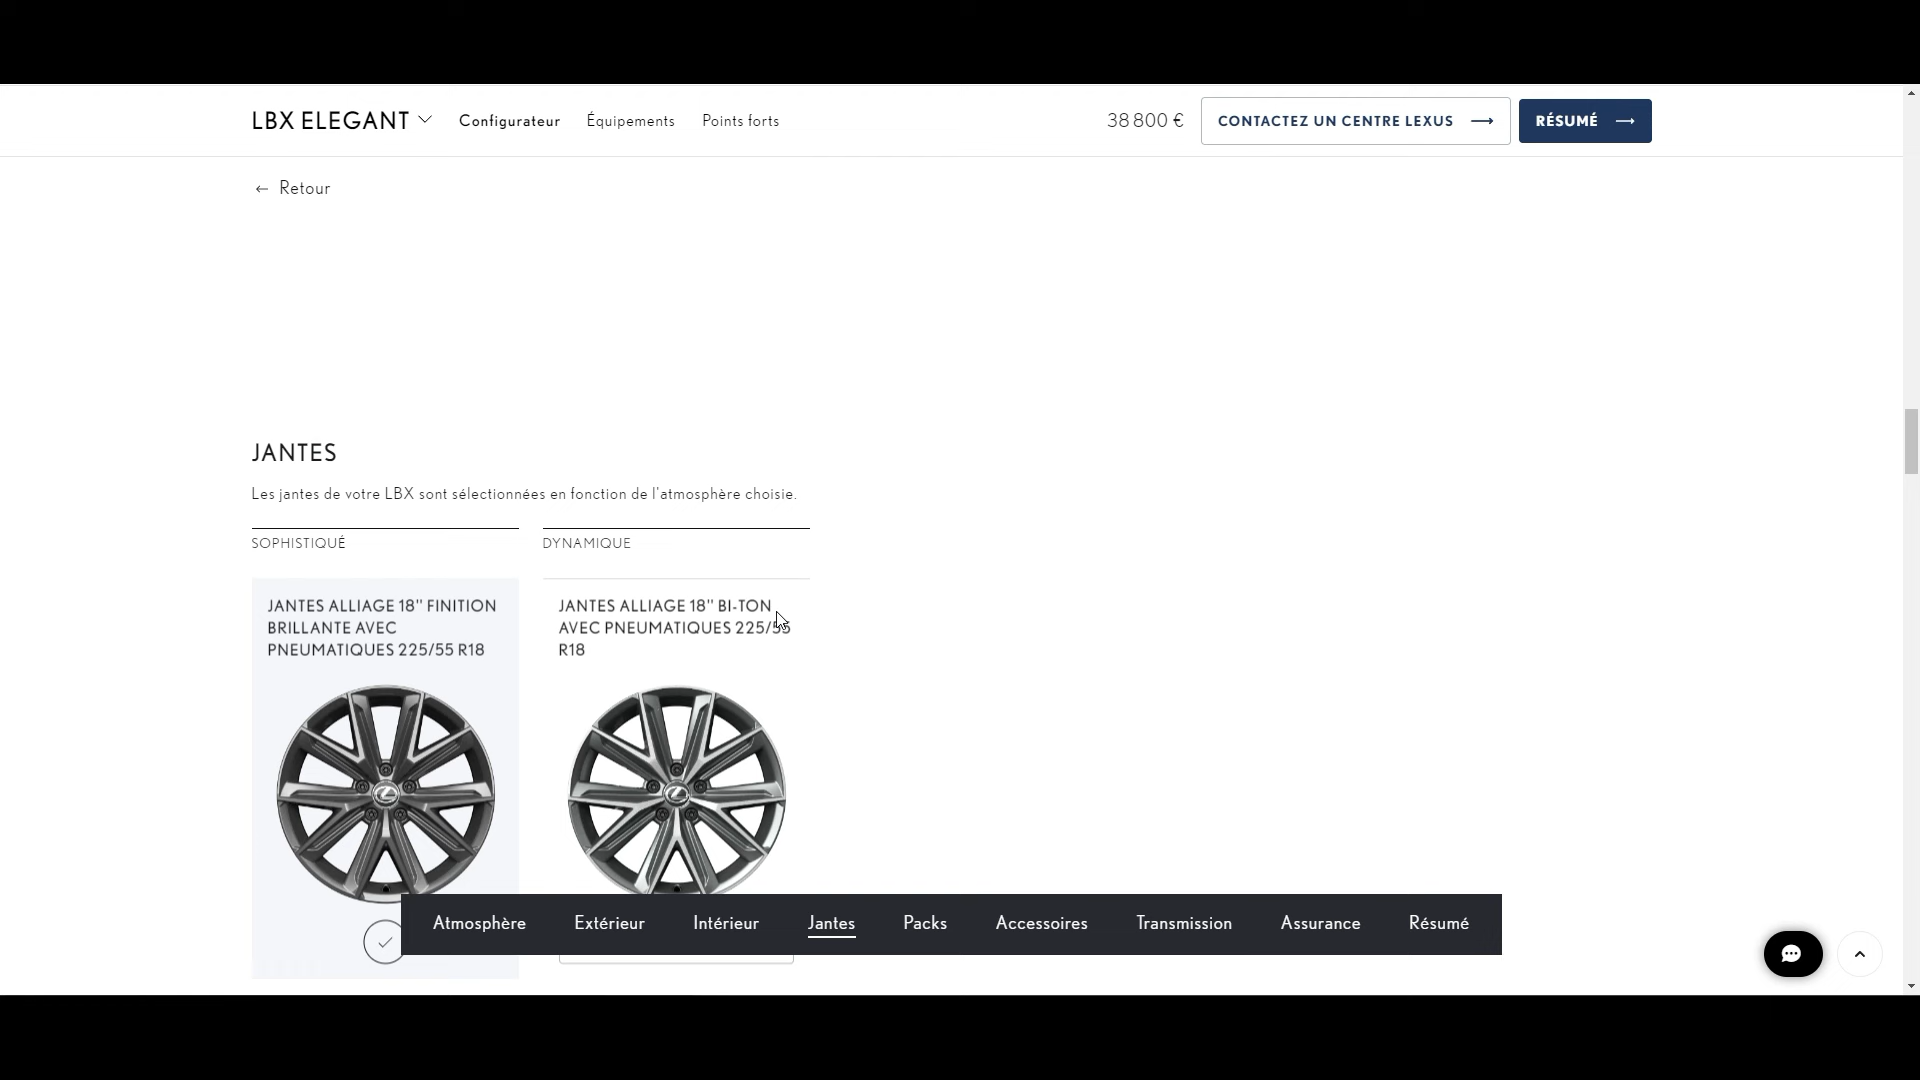 LBX ELEGANT Configurateur Équipements Points forts 38 800 € CONTACTEZ UN CENTRE LEXUS → RÉSUMÉ →
← Retour
JANTES
Les jantes de votre LBX sont sélectionnées en fonction de l'atmosphère choisie.
SOPHISTIQUÉ
JANTES ALLIAGE 18'' FINITION
BRILLANTE AVEC
PNEUMATIQUES 225/55 R18
DYNAMIQUE
JANTES ALLIAGE 18'' BI-TON
AVEC PNEUMATIQUES 225/55
R18
Atmosphère Extérieur Intérieur Jantes Packs Accessoires Transmission Assurance Résumé